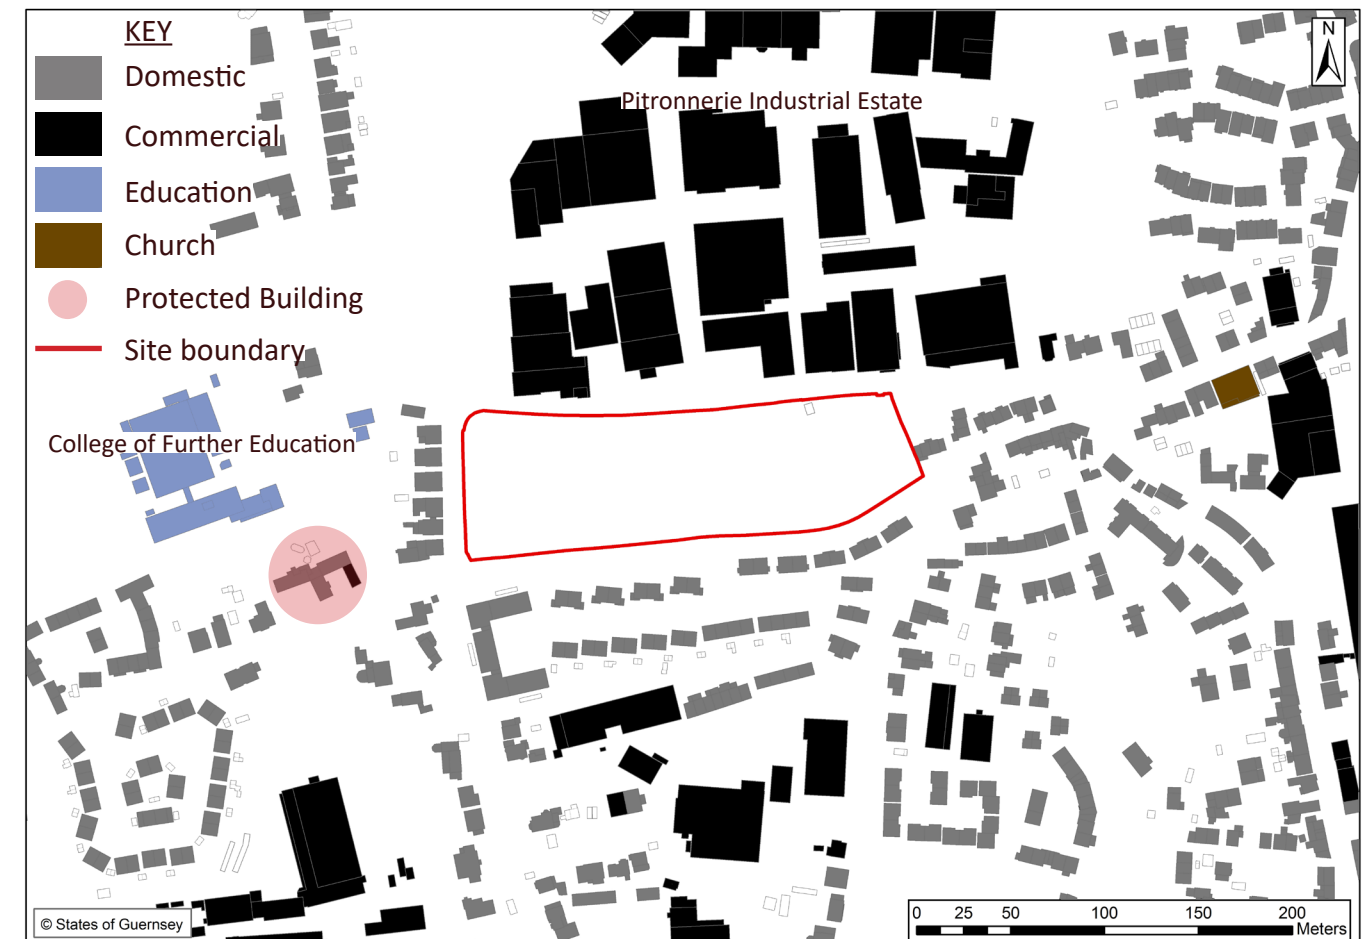 KEY
Domestic
Commercial
Education
Church
Protected Building
Site boundary
Pitronnerie Industrial Estate
N
College of Further Education
© States of Guernsey
0 25 50 100 150 200
Meters